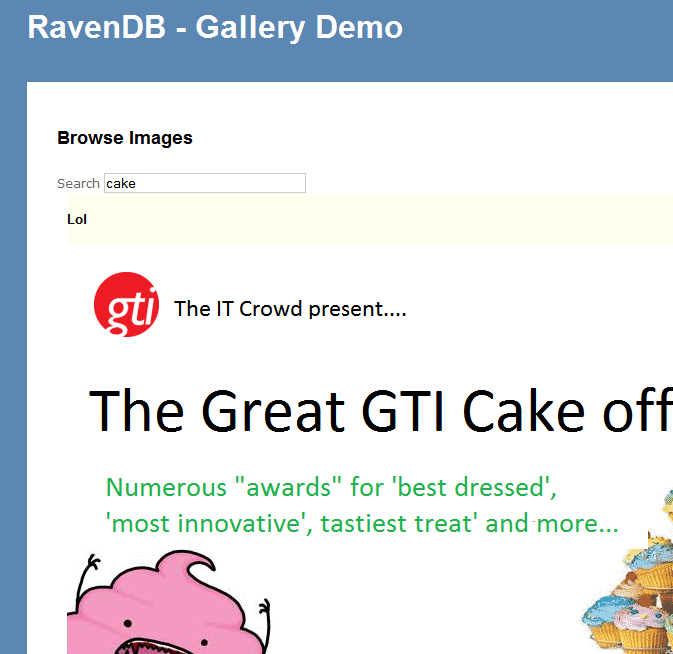 RavenDB - Gallery Demo
Browse Images
Search cake
Lol
gti
The IT Crowd present....
The Great GTI Cake off
Numerous "awards" for 'best dressed',
'most innovative', tastiest treat' and more...